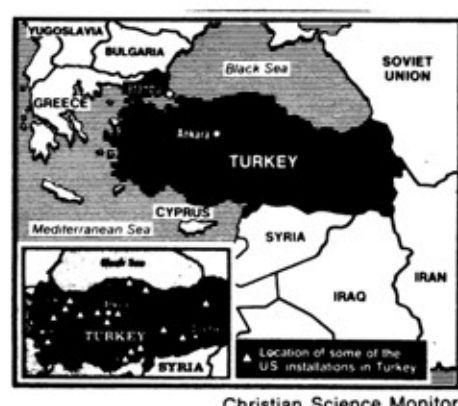 YUGOSLAVIA
BULGARIA
Black Sea
SOVIET
UNION
GREECE
Ankara
TURKEY
CYPRUS
Mediterranean Sea
SYRIA
IRAN
IRAQ
Black Sea
TURKEY
SYRIA
Location of some of the
US installations in Turkey
Christian Science Monitor